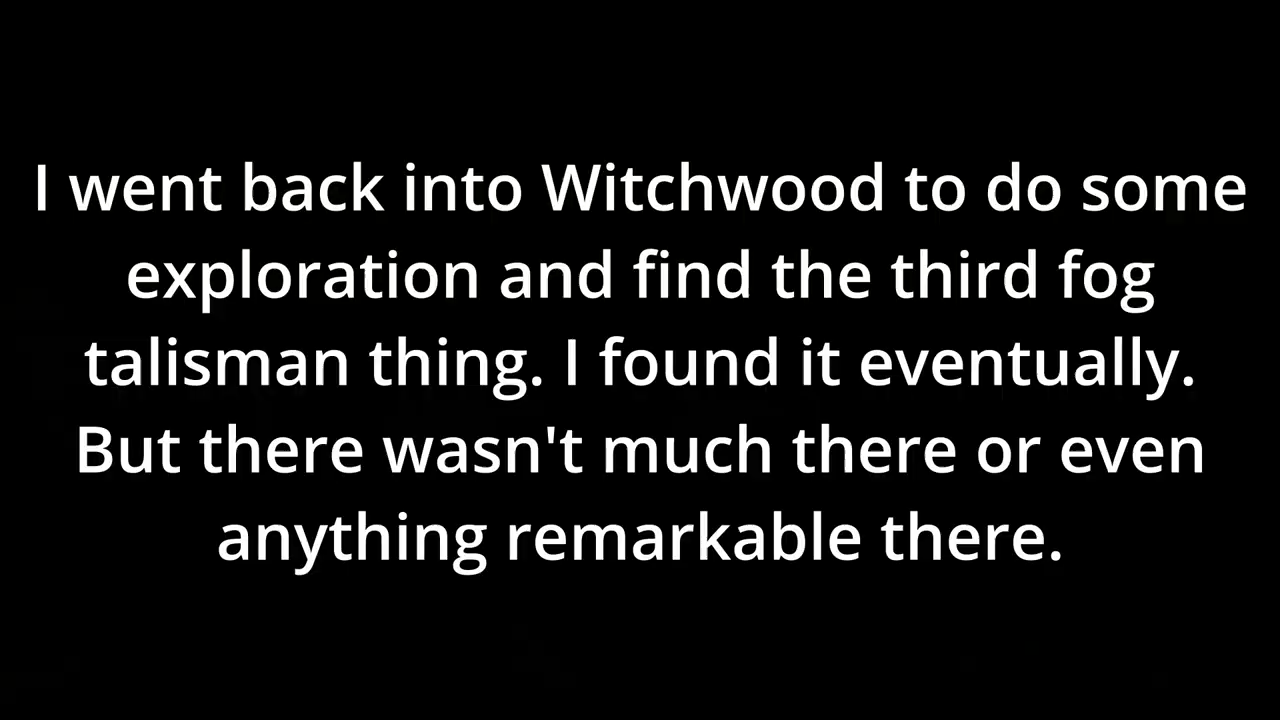 I went back into Witchwood to do some
exploration and find the third fog
talisman thing. I found it eventually.
But there wasn't much there or even
anything remarkable there.